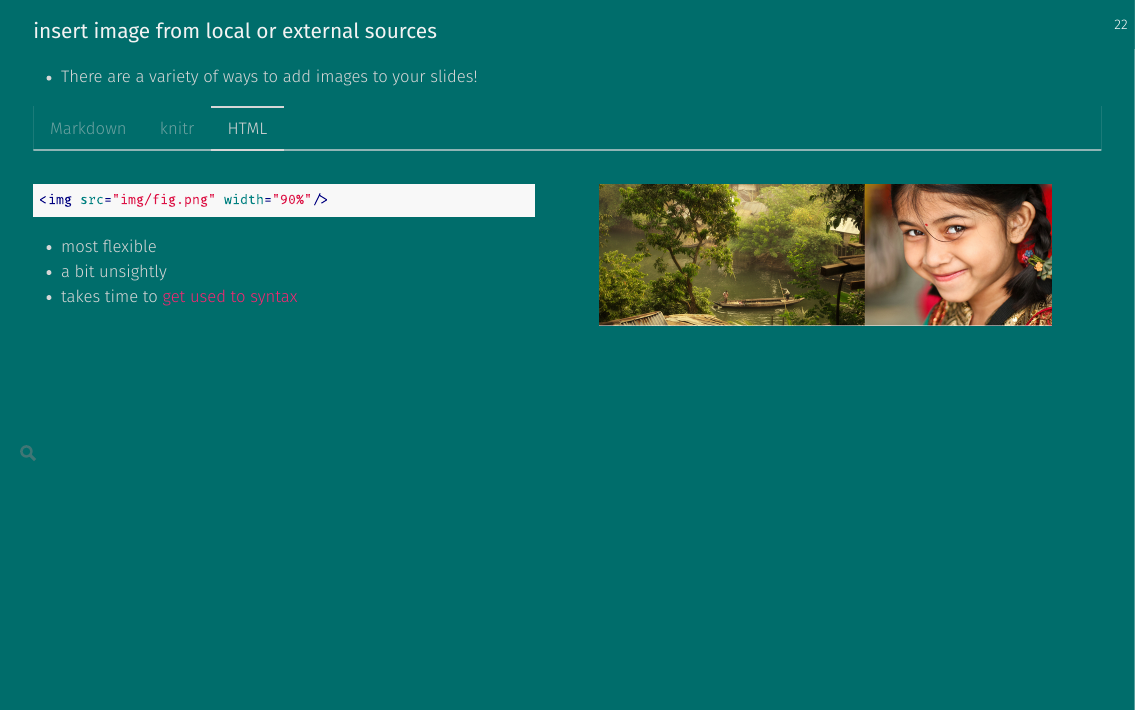 insert image from local or external sources
22
• There are a variety of ways to add images to your slides!
Markdown knitr HTML
<img src="img/fig.png" width="90%"/>
• most flexible
• a bit unsightly
• takes time to get used to syntax